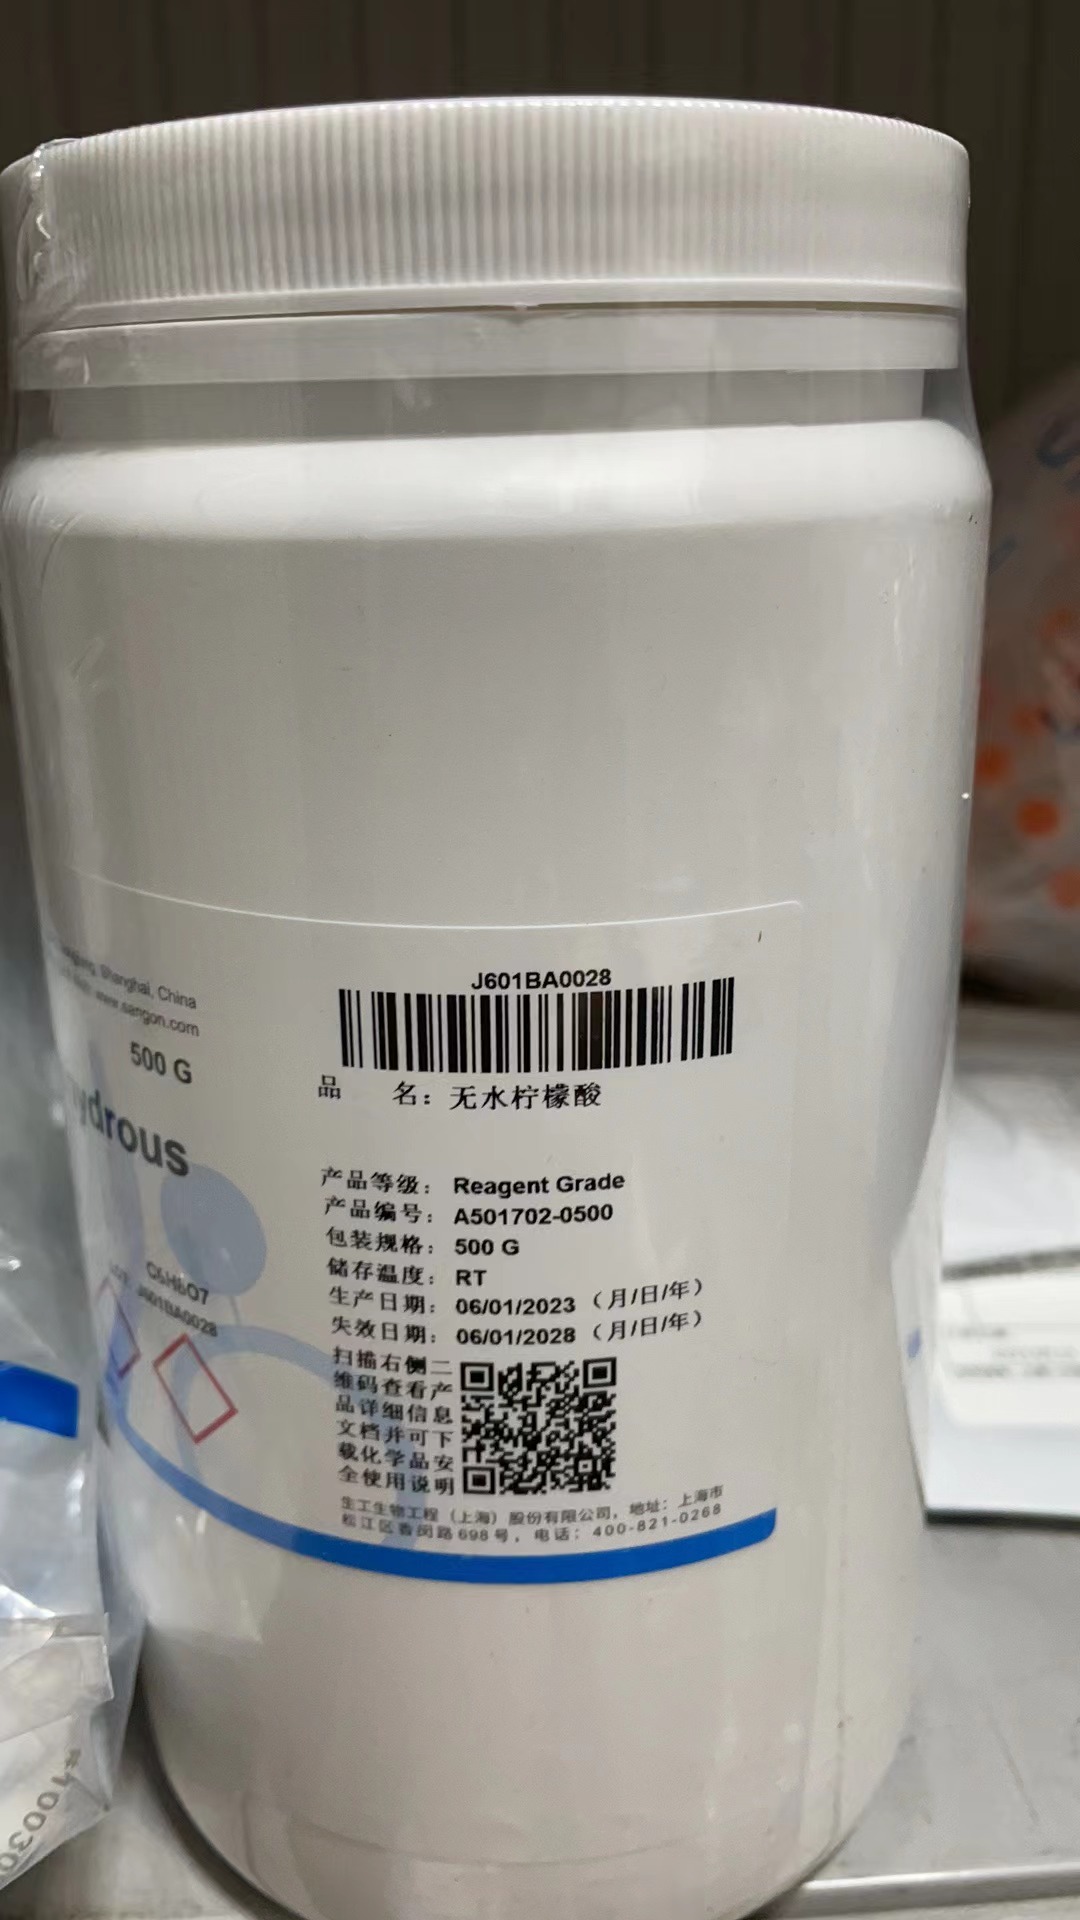 Shanghai, China
www.sangon.com
500 G
ydrous
C6H6O7
J601BA0028
J601BA0028
品 名：无水柠檬酸
产品等级：Reagent Grade
产品编号：A501702-0500
包装规格：500 G
储存温度：RT
生产日期：06/01/2023（月/日/年）
失效日期：06/01/2028（月/日/年）
扫描右侧二
维码查看产
品详细信息
文档并可下
载化学品安
全使用说明
生工生物工程（上海）股份有限公司，地址：上海市
松江区香闵路698号，电话：400-821-0268
#10030